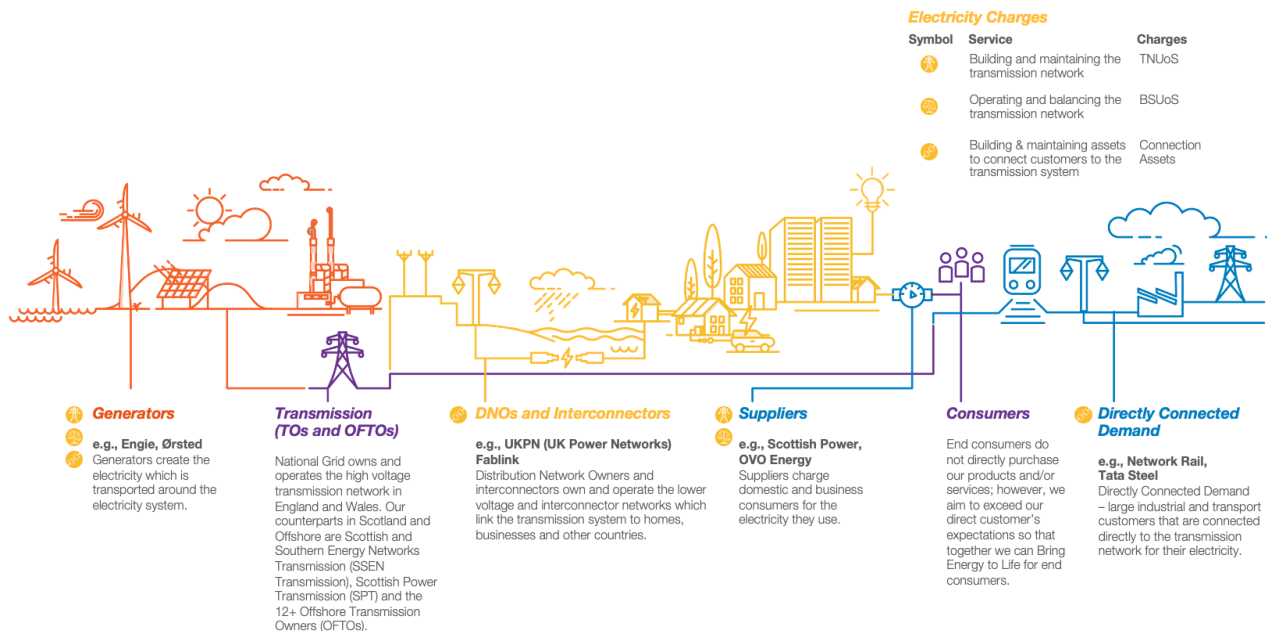 Electricity Charges
Symbol Service Charges
Building and maintaining the TNUoS
transmission network
Operating and balancing the BSUoS
transmission network
Building & maintaining assets Connection
to connect customers to the Assets
transmission system
Generators
e.g., Engie, Ørsted
Generators create the
electricity which is
transported around the
electricity system.
Transmission
(TOs and OFTOs)
National Grid owns and
operates the high voltage
transmission network in
England and Wales. Our
counterparts in Scotland and
Offshore are Scottish and
Southern Energy Networks
Transmission (SSEN
Transmission), Scottish Power
Transmission (SPT) and the
12+ Offshore Transmission
Owners (OFTOs).
DNOs and Interconnectors
e.g., UKPN (UK Power Networks)
Fablink
Distribution Network Owners and
interconnectors own and operate the lower
voltage and interconnector networks which
link the transmission system to homes,
businesses and other countries.
Suppliers
e.g., Scottish Power,
OVO Energy
Suppliers charge
domestic and business
consumers for the
electricity they use.
Consumers
End consumers do
not directly purchase
our products and/or
services; however, we
aim to exceed our
direct customer's
expectations so that
together we can Bring
Energy to Life for end
consumers.
Directly Connected
Demand
e.g., Network Rail,
Tata Steel
Directly Connected Demand
– large industrial and transport
customers that are connected
directly to the transmission
network for their electricity.